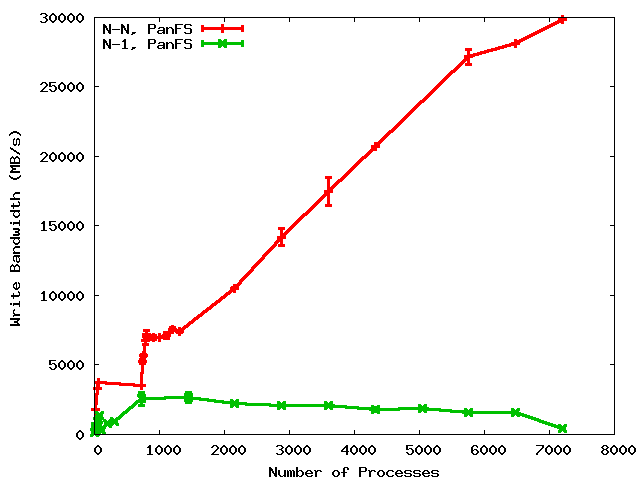 30000
25000
20000
15000
10000
5000
0
Write Bandwidth (MB/s)
N-N, PanFS
N-1, PanFS
0 1000 2000 3000 4000 5000 6000 7000 8000
Number of Processes